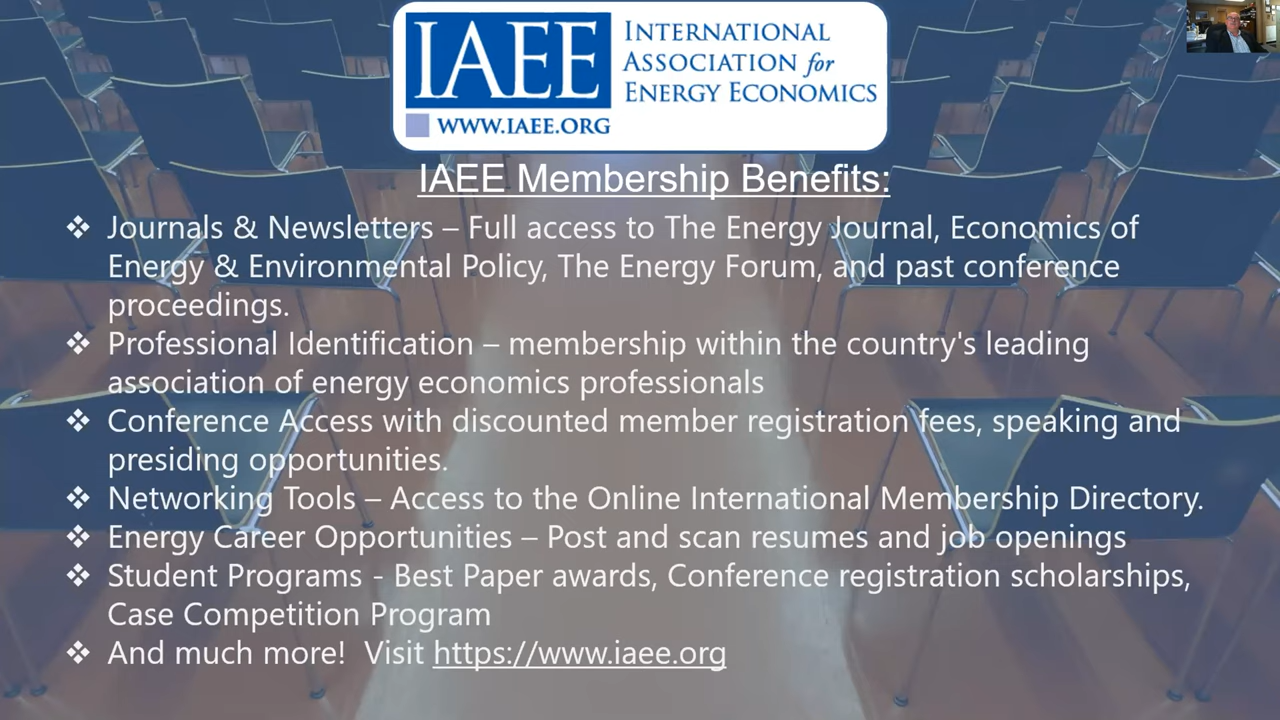 IAEE
INTERNATIONAL
ASSOCIATION for
ENERGY ECONOMICS
WWW.IAEE.ORG
IAEE Membership Benefits:
❖ Journals & Newsletters – Full access to The Energy Journal, Economics of
Energy & Environmental Policy, The Energy Forum, and past conference
proceedings.
❖ Professional Identification – membership within the country's leading
association of energy economics professionals
❖ Conference Access with discounted member registration fees, speaking and
presiding opportunities.
❖ Networking Tools – Access to the Online International Membership Directory.
❖ Energy Career Opportunities – Post and scan resumes and job openings
❖ Student Programs - Best Paper awards, Conference registration scholarships,
Case Competition Program
❖ And much more!  Visit https://www.iaee.org